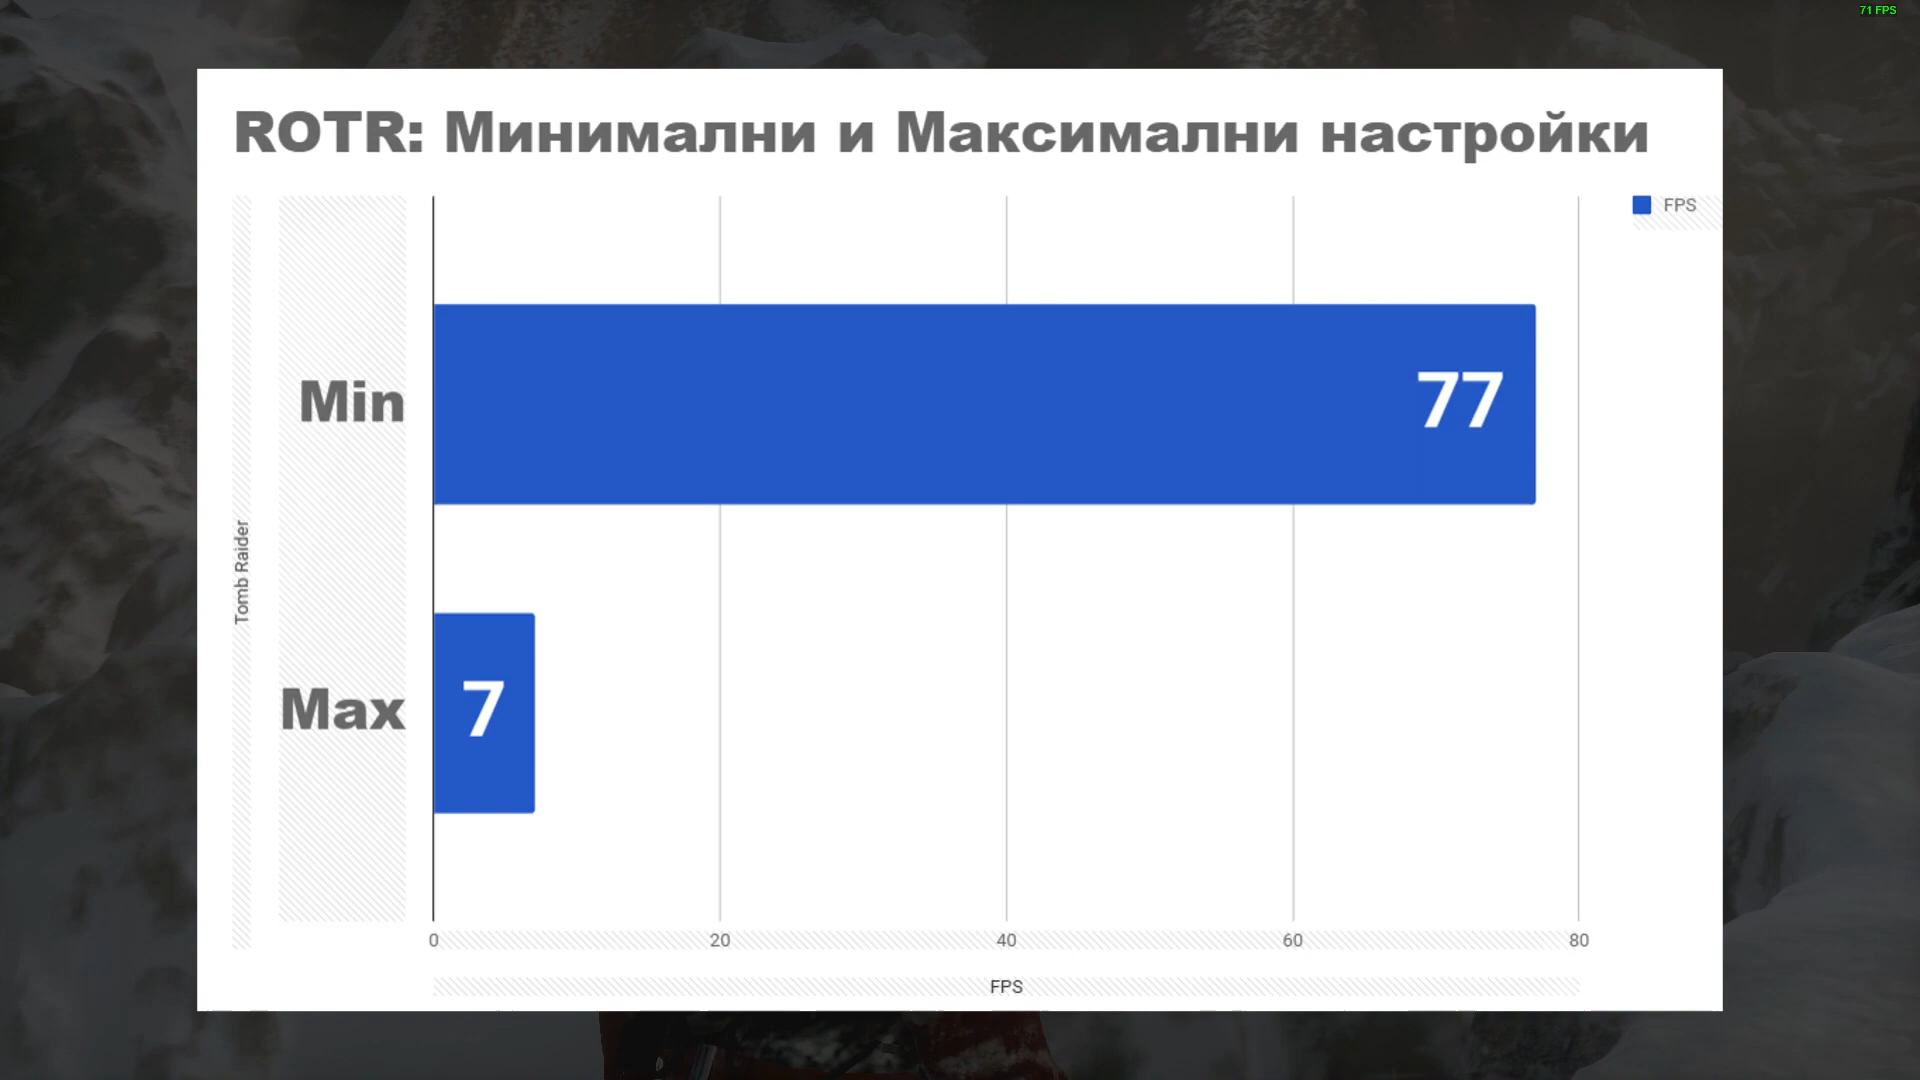 71 FPS
ROTR: Минимални и Максимални настройки
FPS
Min
77
Tomb Raider
Max
7
0 20 40 60 80
FPS